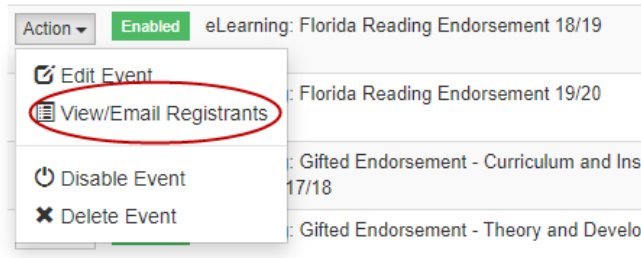 Action Enabled eLearning: Florida Reading Endorsement 18/19
Edit Event
View/Email Registrants : Florida Reading Endorsement 19/20
: Gifted Endorsement - Curriculum and Ins
Disable Event 17/18
Delete Event
: Gifted Endorsement - Theory and Develo